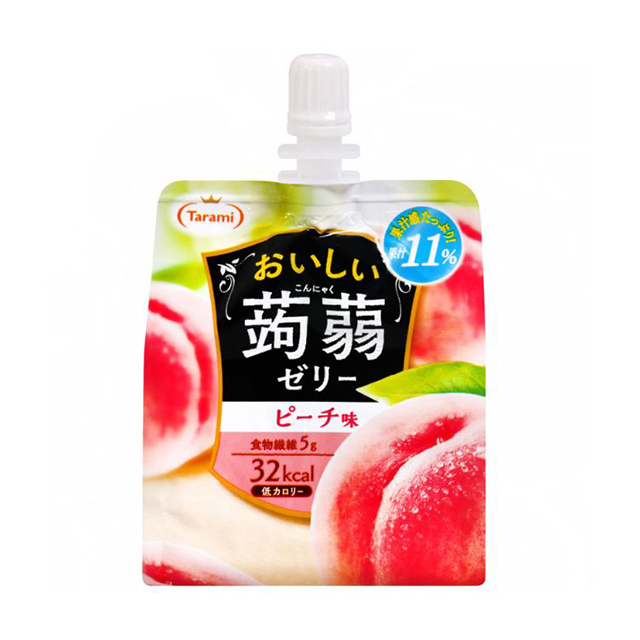 Tarami
果汁感たっぷり!
果汁11%
おいしい
こんにゃく
蒟蒻
ゼリー
ピーチ味
食物繊維5g
32kcal
低カロリー